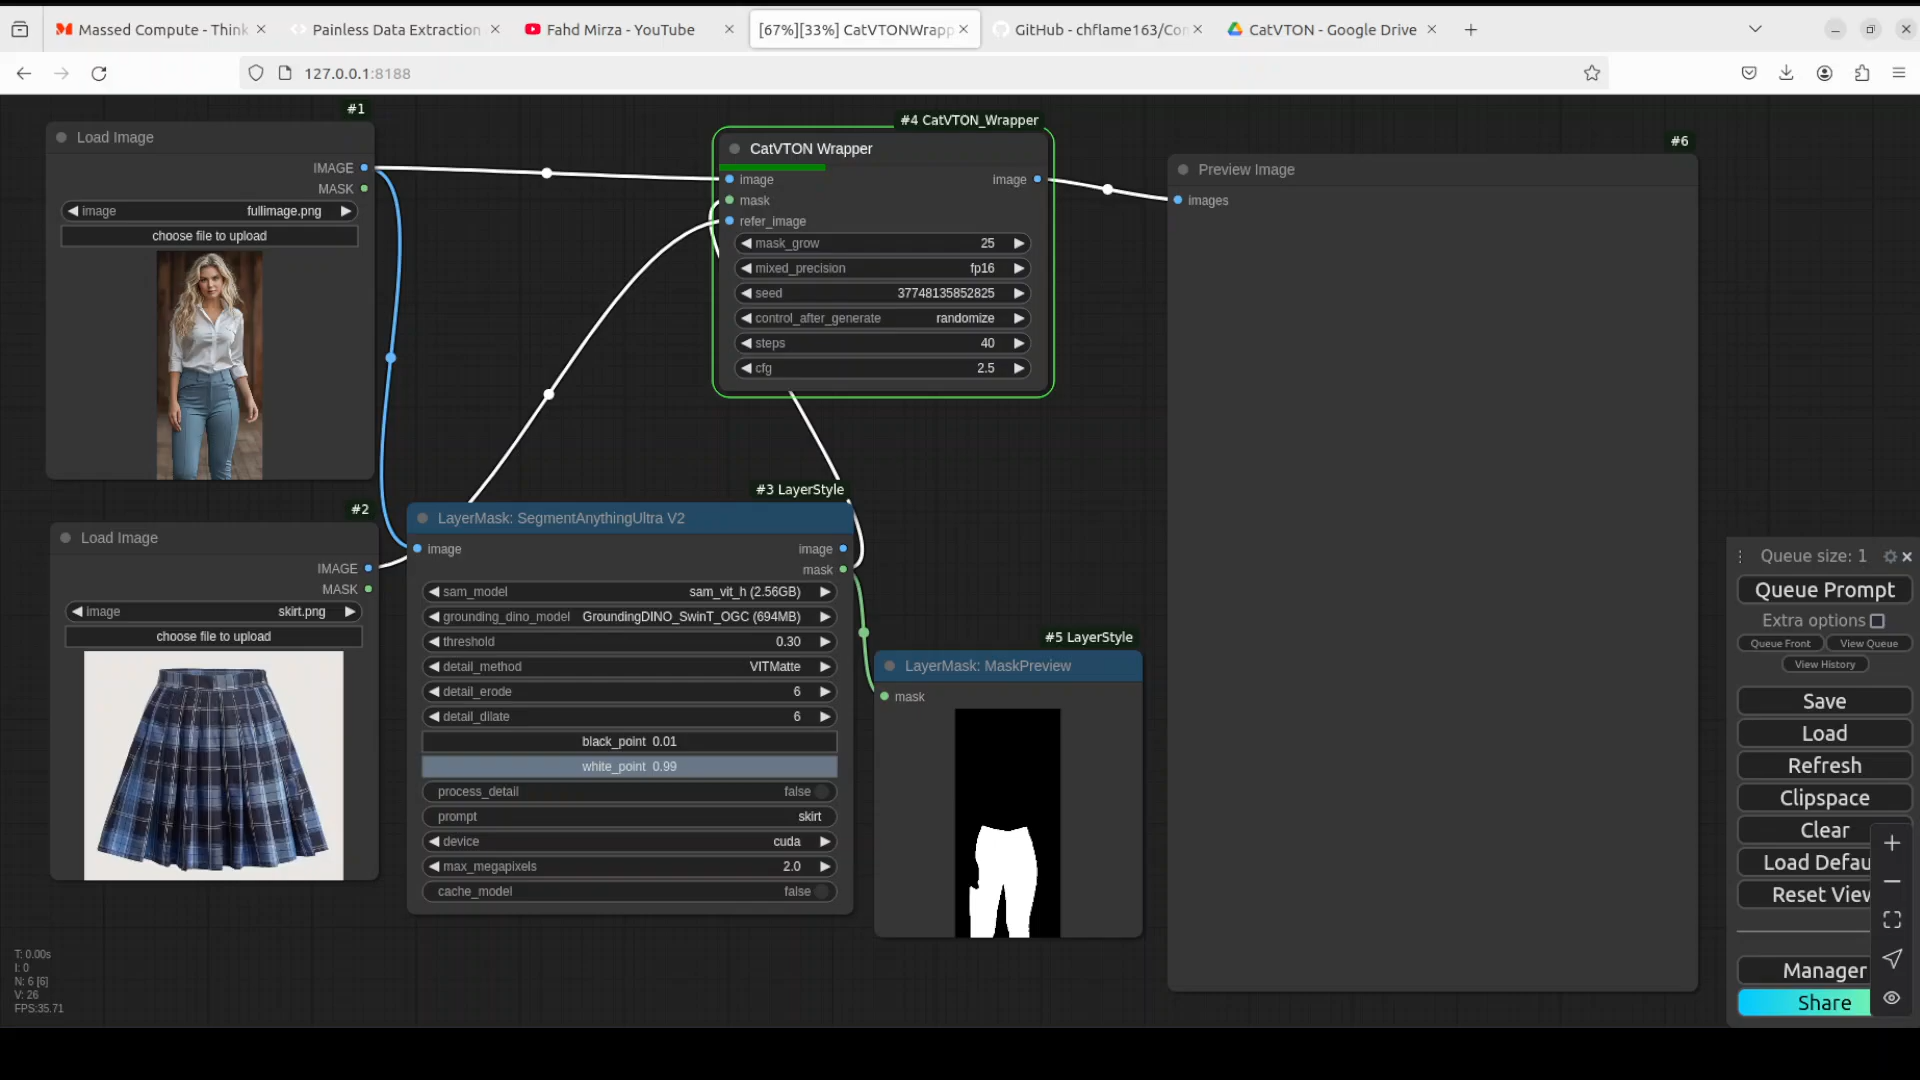 Massed Compute - Think
Painless Data Extraction
Fahd Mirza - YouTube
[67%][33%] CatVTONWrapp
GitHub - chflame163/Con
CatVTON - Google Drive
127.0.0.1:8188
#1
Load Image
IMAGE
MASK
image fullimage.png
choose file to upload
#2
Load Image
IMAGE
MASK
image skirt.png
choose file to upload
#4 CatVTON_Wrapper
CatVTON Wrapper
image image
mask
refer_image
mask_grow 25
mixed_precision fp16
seed 37748135852825
control_after_generate randomize
steps 40
cfg 2.5
#3 LayerStyle
LayerMask: SegmentAnythingUltra V2
image image
mask
sam_model sam_vit_h (2.56GB)
grounding_dino_model GroundingDINO_SwinT_OGC (694MB)
threshold 0.30
detail_method VITMatte
detail_erode 6
detail_dilate 6
black_point 0.01
white_point 0.99
process_detail false
prompt skirt
device cuda
max_megapixels 2.0
cache_model false
#5 LayerStyle
LayerMask: MaskPreview
mask
#6
Preview Image
images
Queue size: 1
Queue Prompt
Extra options
Queue Front View Queue
View History
Save
Load
Refresh
Clipspace
Clear
Load Defau
Reset View
Manager
Share
T: 0.00s
I: 0
N: 6 [6]
V: 26
FPS:35.71